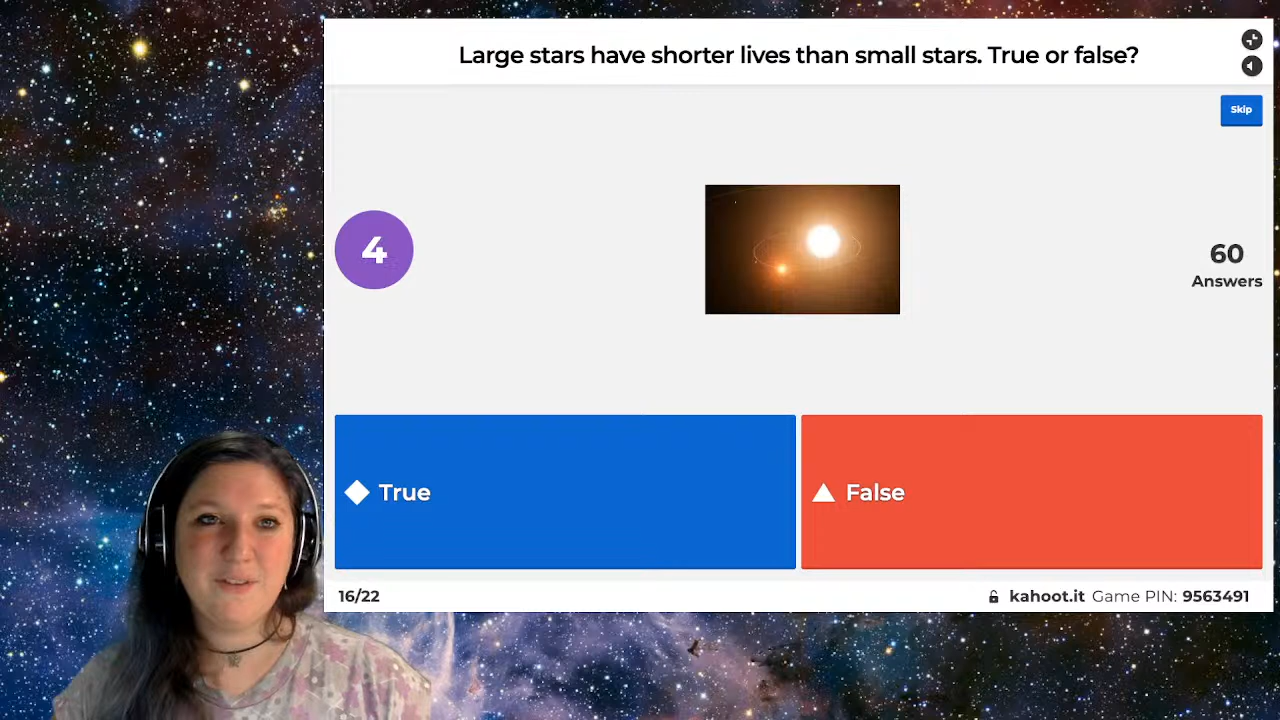 Large stars have shorter lives than small stars. True or false?
Skip
4
60
Answers
True
False
16/22
kahoot.it Game PIN: 9563491